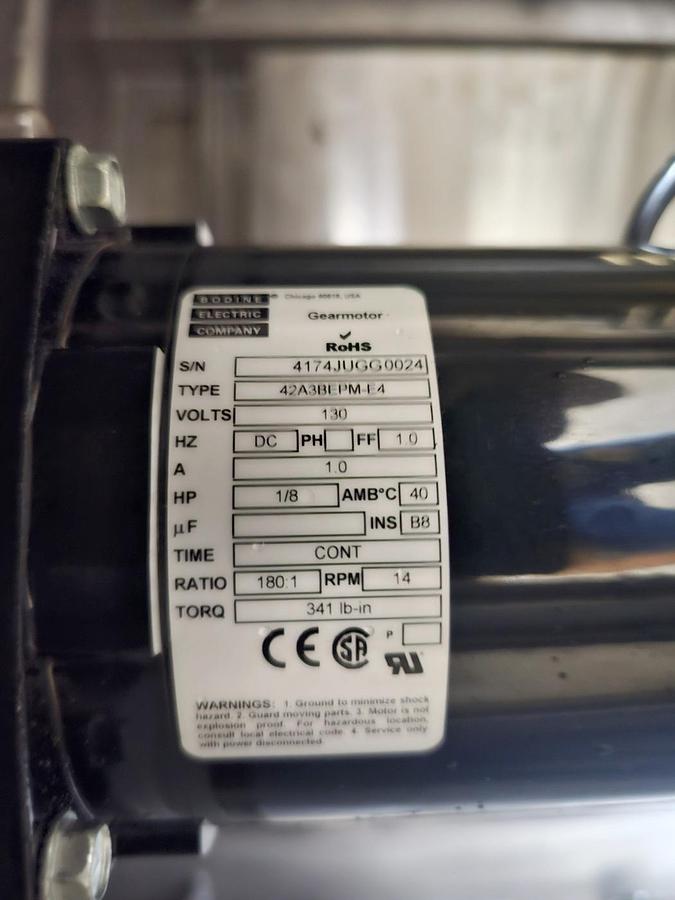 BODINE ELECTRIC COMPANY ® Chicago 60618, USA
Gearmotor
RoHS
S/N 4174JUGG0024
TYPE 42A3BEPM-E4
VOLTS 130
HZ DC PH FF 1.0
A 1.0
HP 1/8 AMB°C 40
µF INS B8
TIME CONT
RATIO 180:1 RPM 14
TORQ 341 lb-in
CE SA P RU
WARNINGS: 1. Ground to minimize shock
hazard. 2. Guard moving parts. 3. Motor is not
explosion proof. For hazardous location,
consult local electrical code. 4. Service only
with power disconnected.